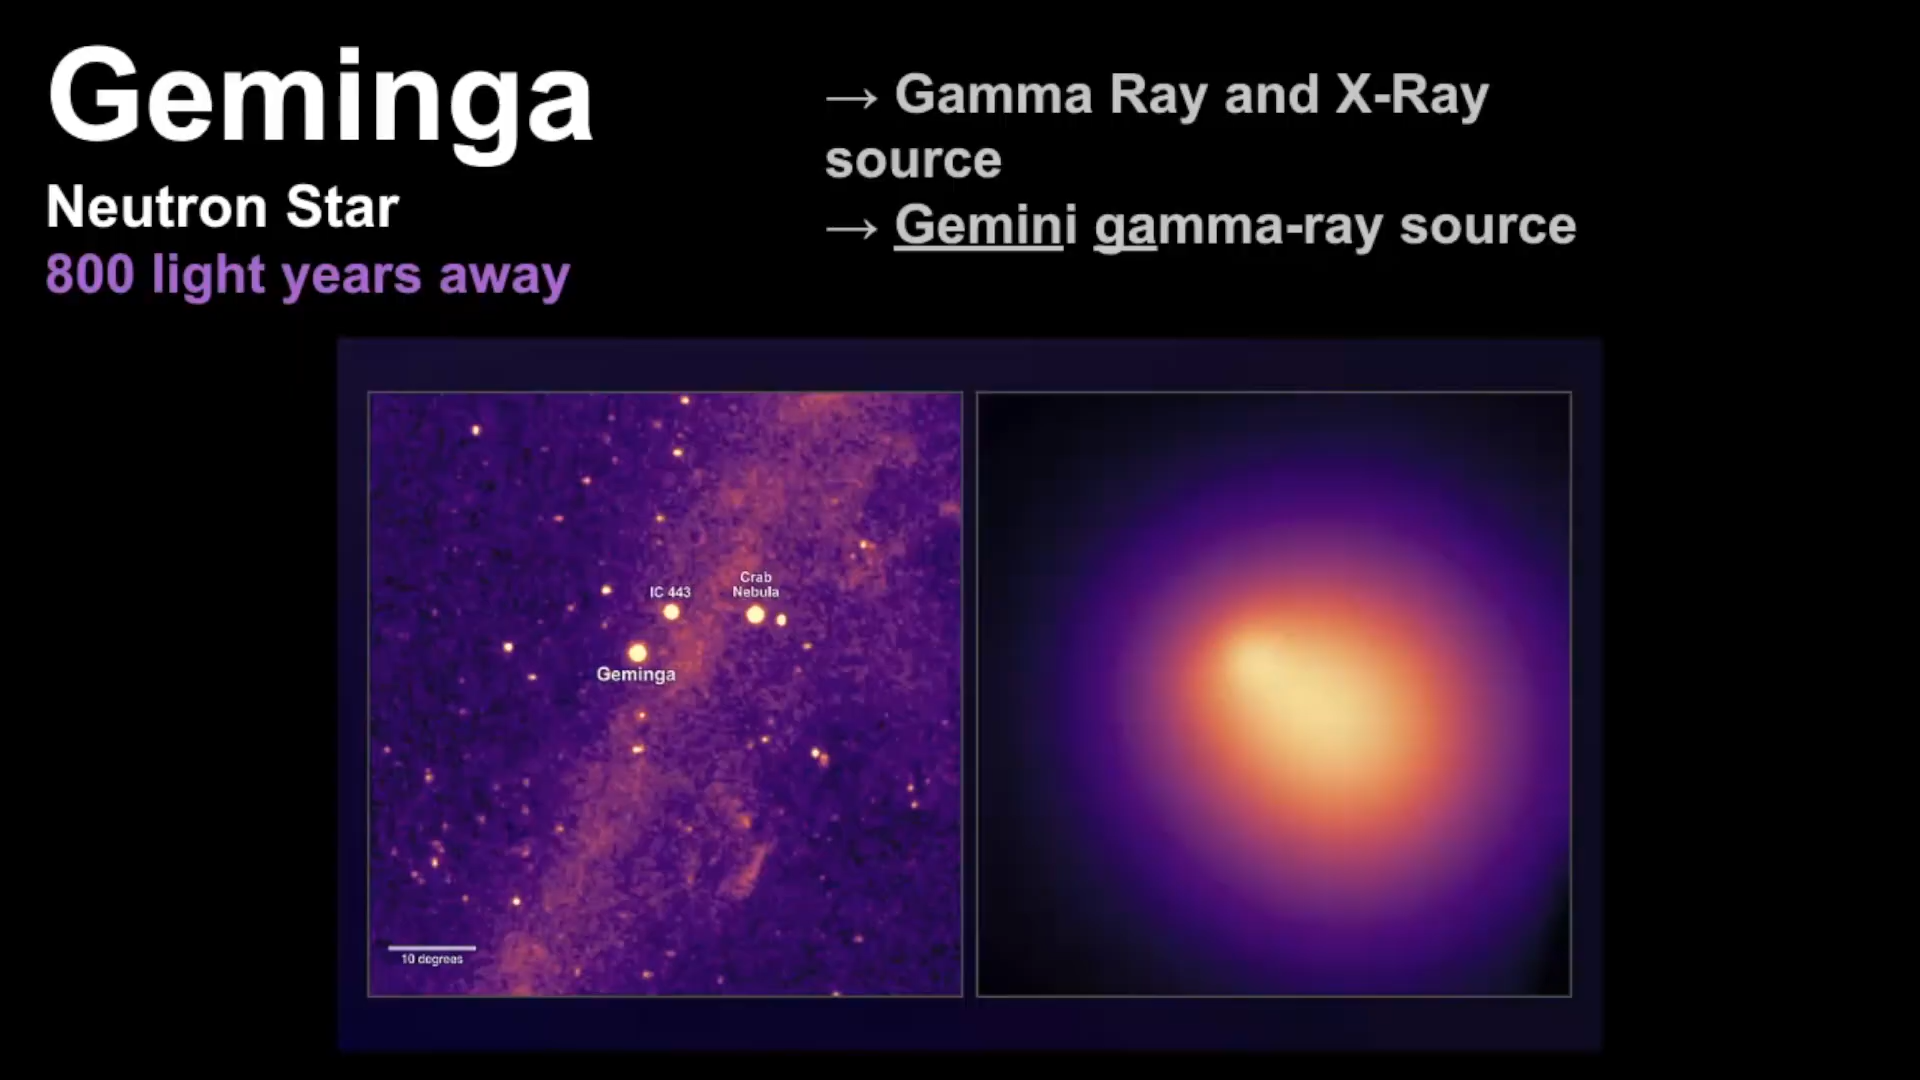 Geminga
Neutron Star
800 light years away
→ Gamma Ray and X-Ray
source
→ Gemini gamma-ray source
IC 443
Crab
Nebula
Geminga
10 degrees